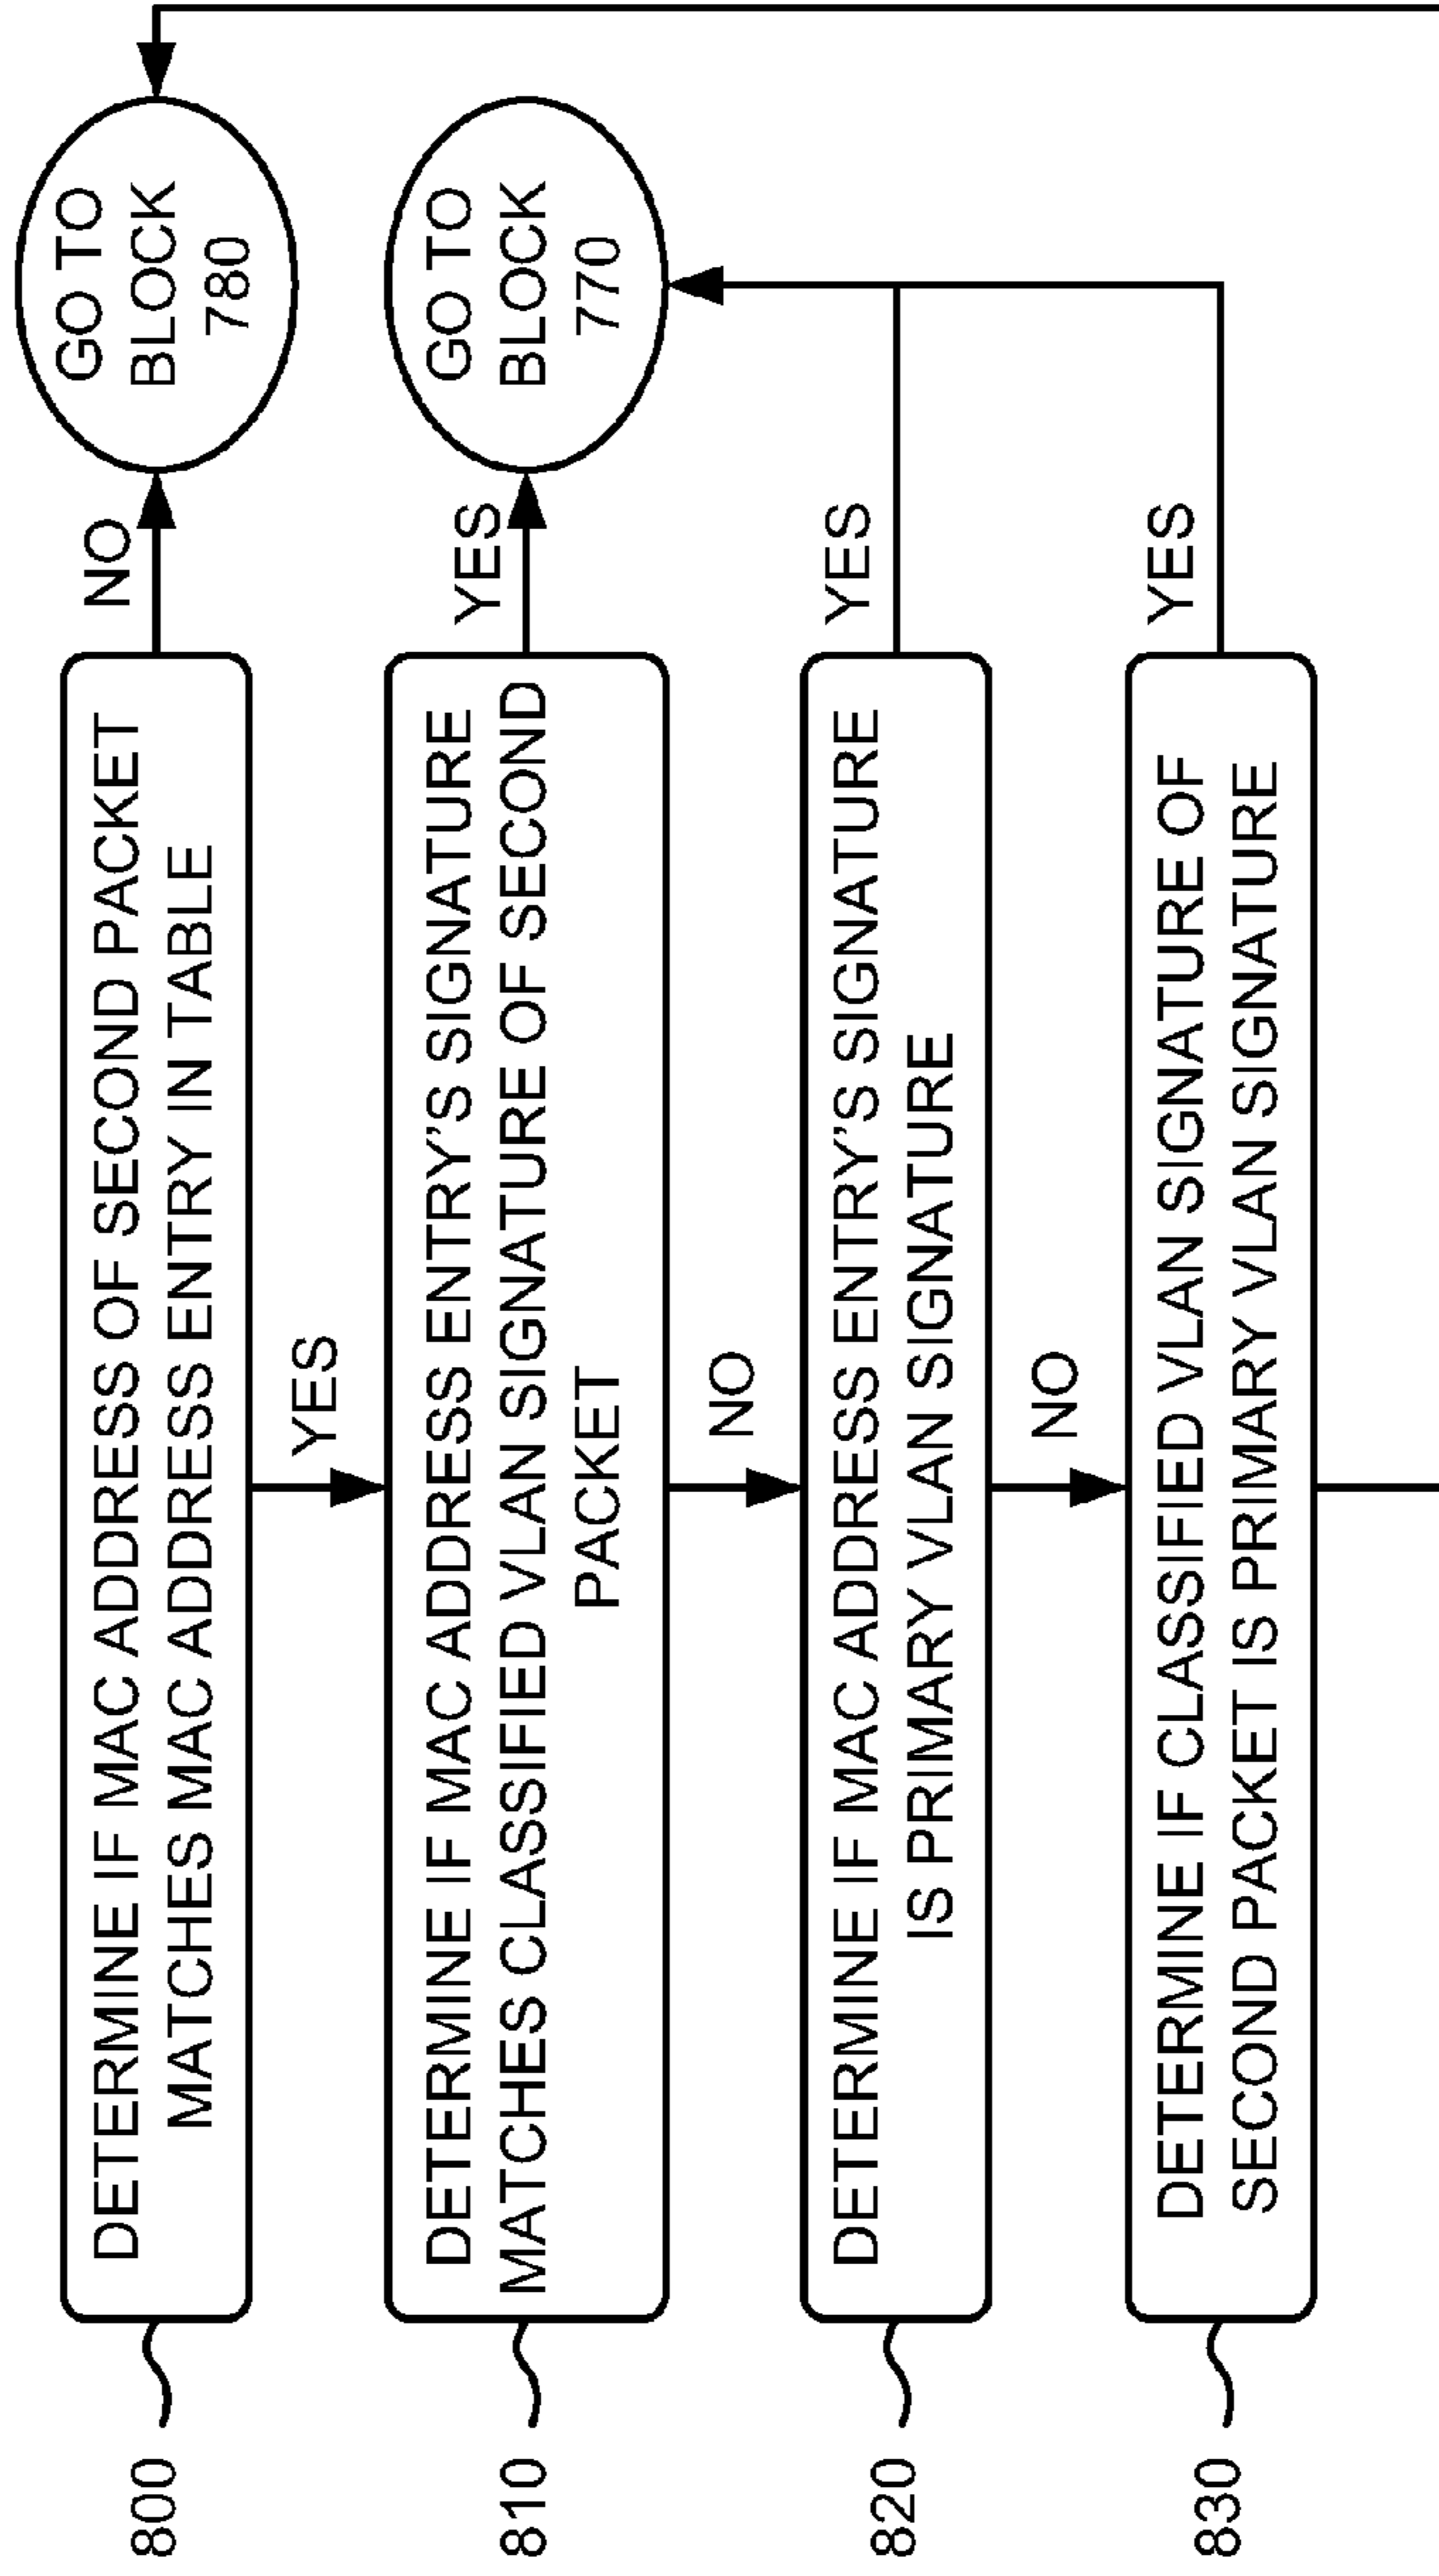 800
DETERMINE IF MAC ADDRESS OF SECOND PACKET
MATCHES MAC ADDRESS ENTRY IN TABLE
NO
GO TO
BLOCK
780
YES
810
DETERMINE IF MAC ADDRESS ENTRY'S SIGNATURE
MATCHES CLASSIFIED VLAN SIGNATURE OF SECOND
PACKET
YES
GO TO
BLOCK
770
NO
820
DETERMINE IF MAC ADDRESS ENTRY'S SIGNATURE
IS PRIMARY VLAN SIGNATURE
YES
NO
830
DETERMINE IF CLASSIFIED VLAN SIGNATURE OF
SECOND PACKET IS PRIMARY VLAN SIGNATURE
YES